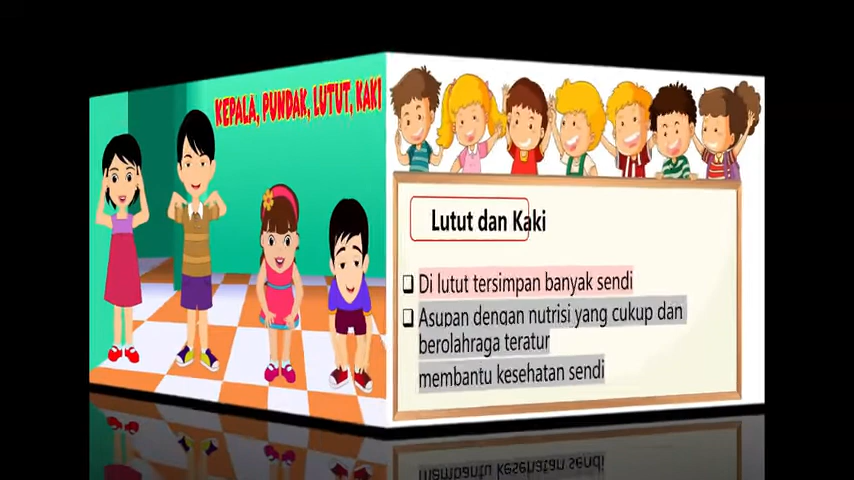 KEPALA, PUNDAK, LUTUT, KAKI
Lutut dan Kaki
Di lutut tersimpan banyak sendi
Asupan dengan nutrisi yang cukup dan
berolahraga teratur
membantu kesehatan sendi